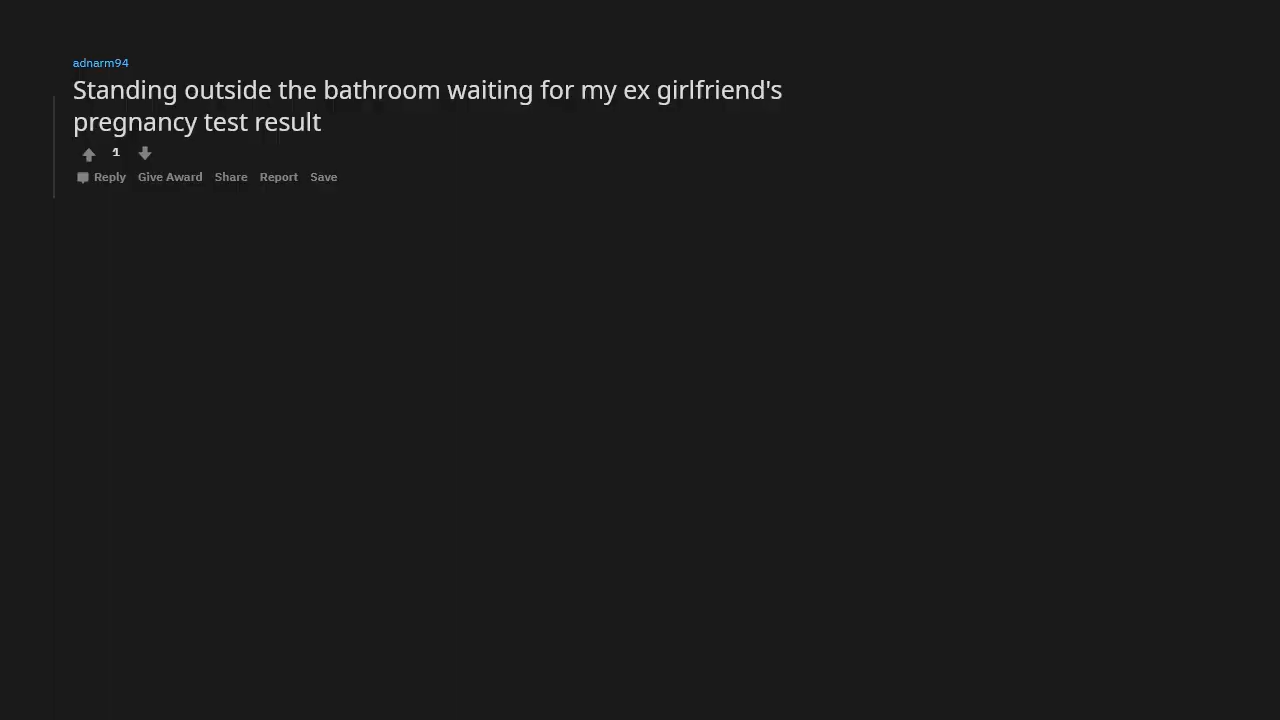 adnarm94
Standing outside the bathroom waiting for my ex girlfriend's
pregnancy test result
1
Reply Give Award Share Report Save